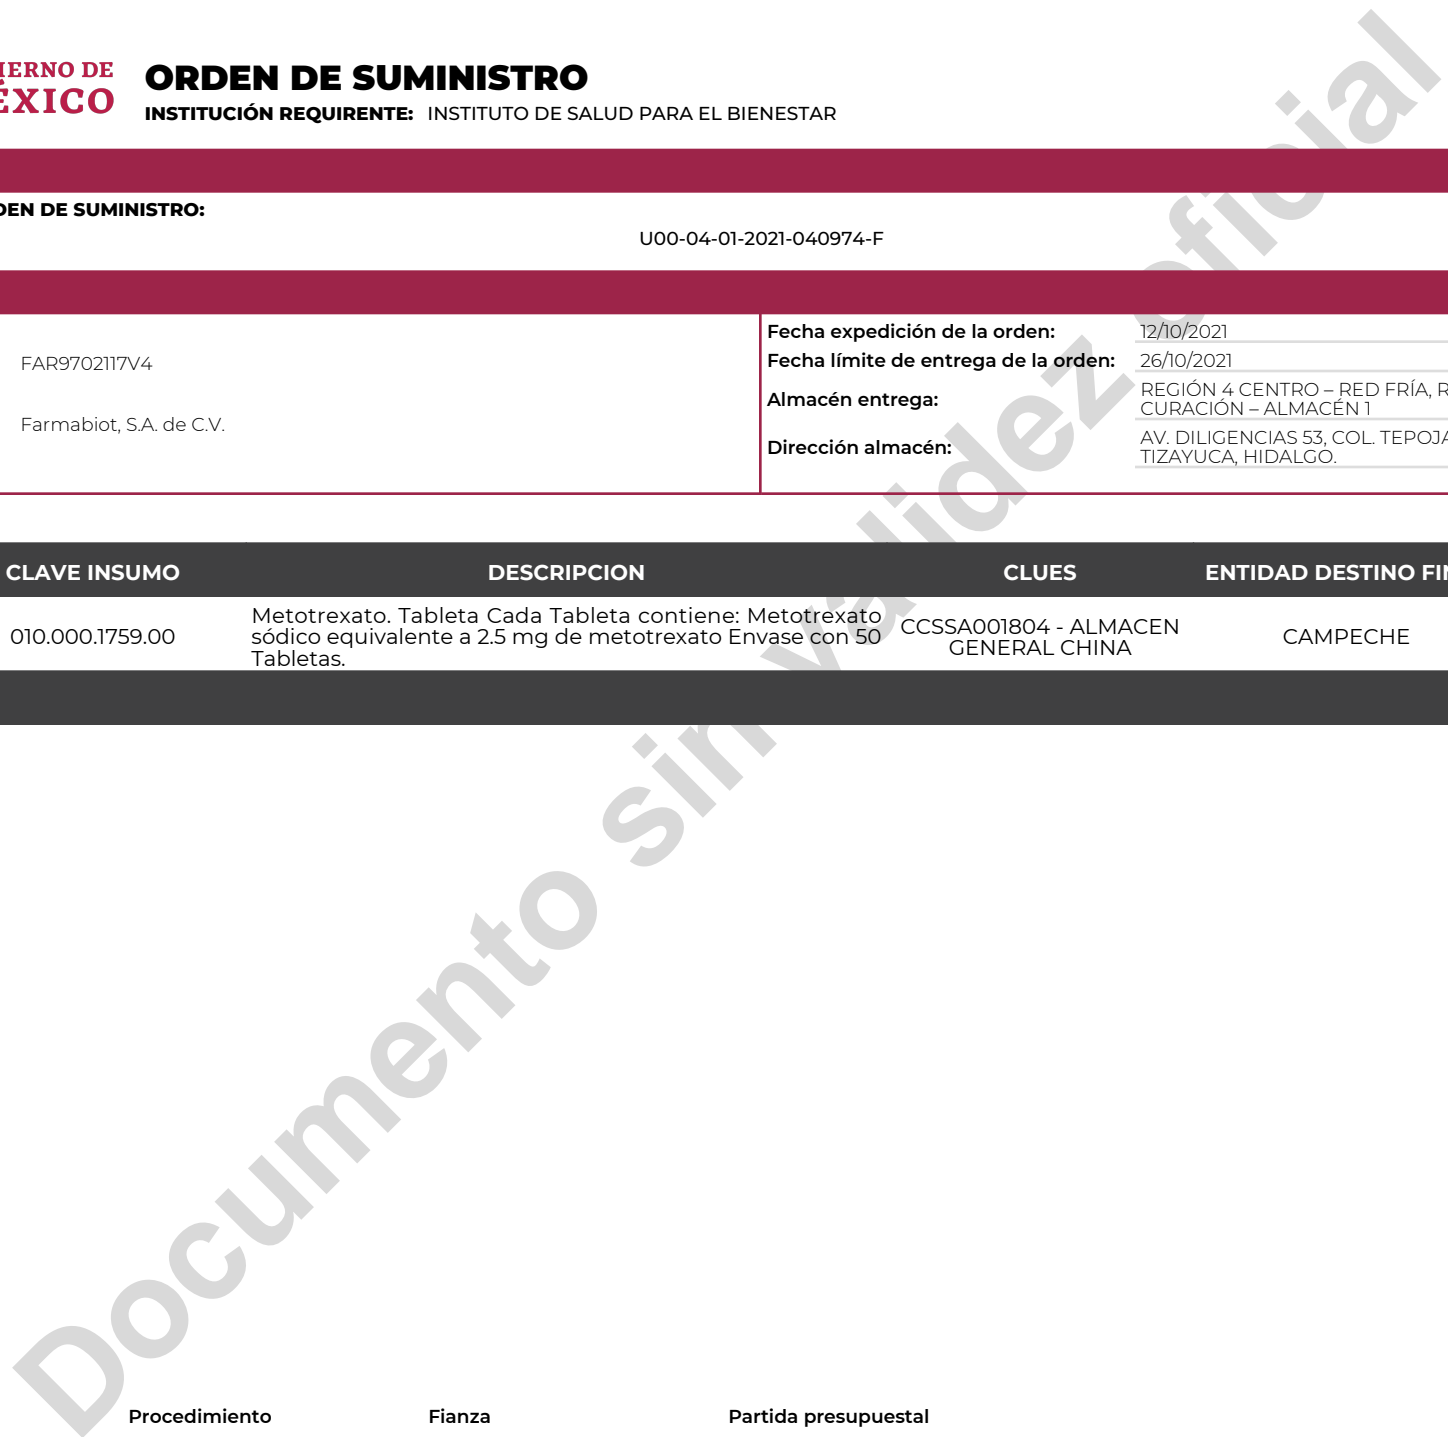 IERNO DE
ÉXICO
ORDEN DE SUMINISTRO
INSTITUCIÓN REQUIRENTE: INSTITUTO DE SALUD PARA EL BIENESTAR
DEN DE SUMINISTRO:
U00-04-01-2021-040974-F
FAR9702117V4
Farmabiot, S.A. de C.V.
Fecha expedición de la orden: 12/10/2021
Fecha límite de entrega de la orden: 26/10/2021
Almacén entrega: REGIÓN 4 CENTRO – RED FRÍA, R
CURACIÓN – ALMACÉN 1
Dirección almacén: AV. DILIGENCIAS 53, COL. TEPOJA
TIZAYUCA, HIDALGO.
CLAVE INSUMO DESCRIPCION CLUES ENTIDAD DESTINO FIN
010.000.1759.00
Metotrexato. Tableta Cada Tableta contiene: Metotrexato
sódico equivalente a 2.5 mg de metotrexato Envase con 50
Tabletas.
CCSSA001804 - ALMACEN
GENERAL CHINA
CAMPECHE
Documento sin validez oficial
Procedimiento Fianza Partida presupuestal